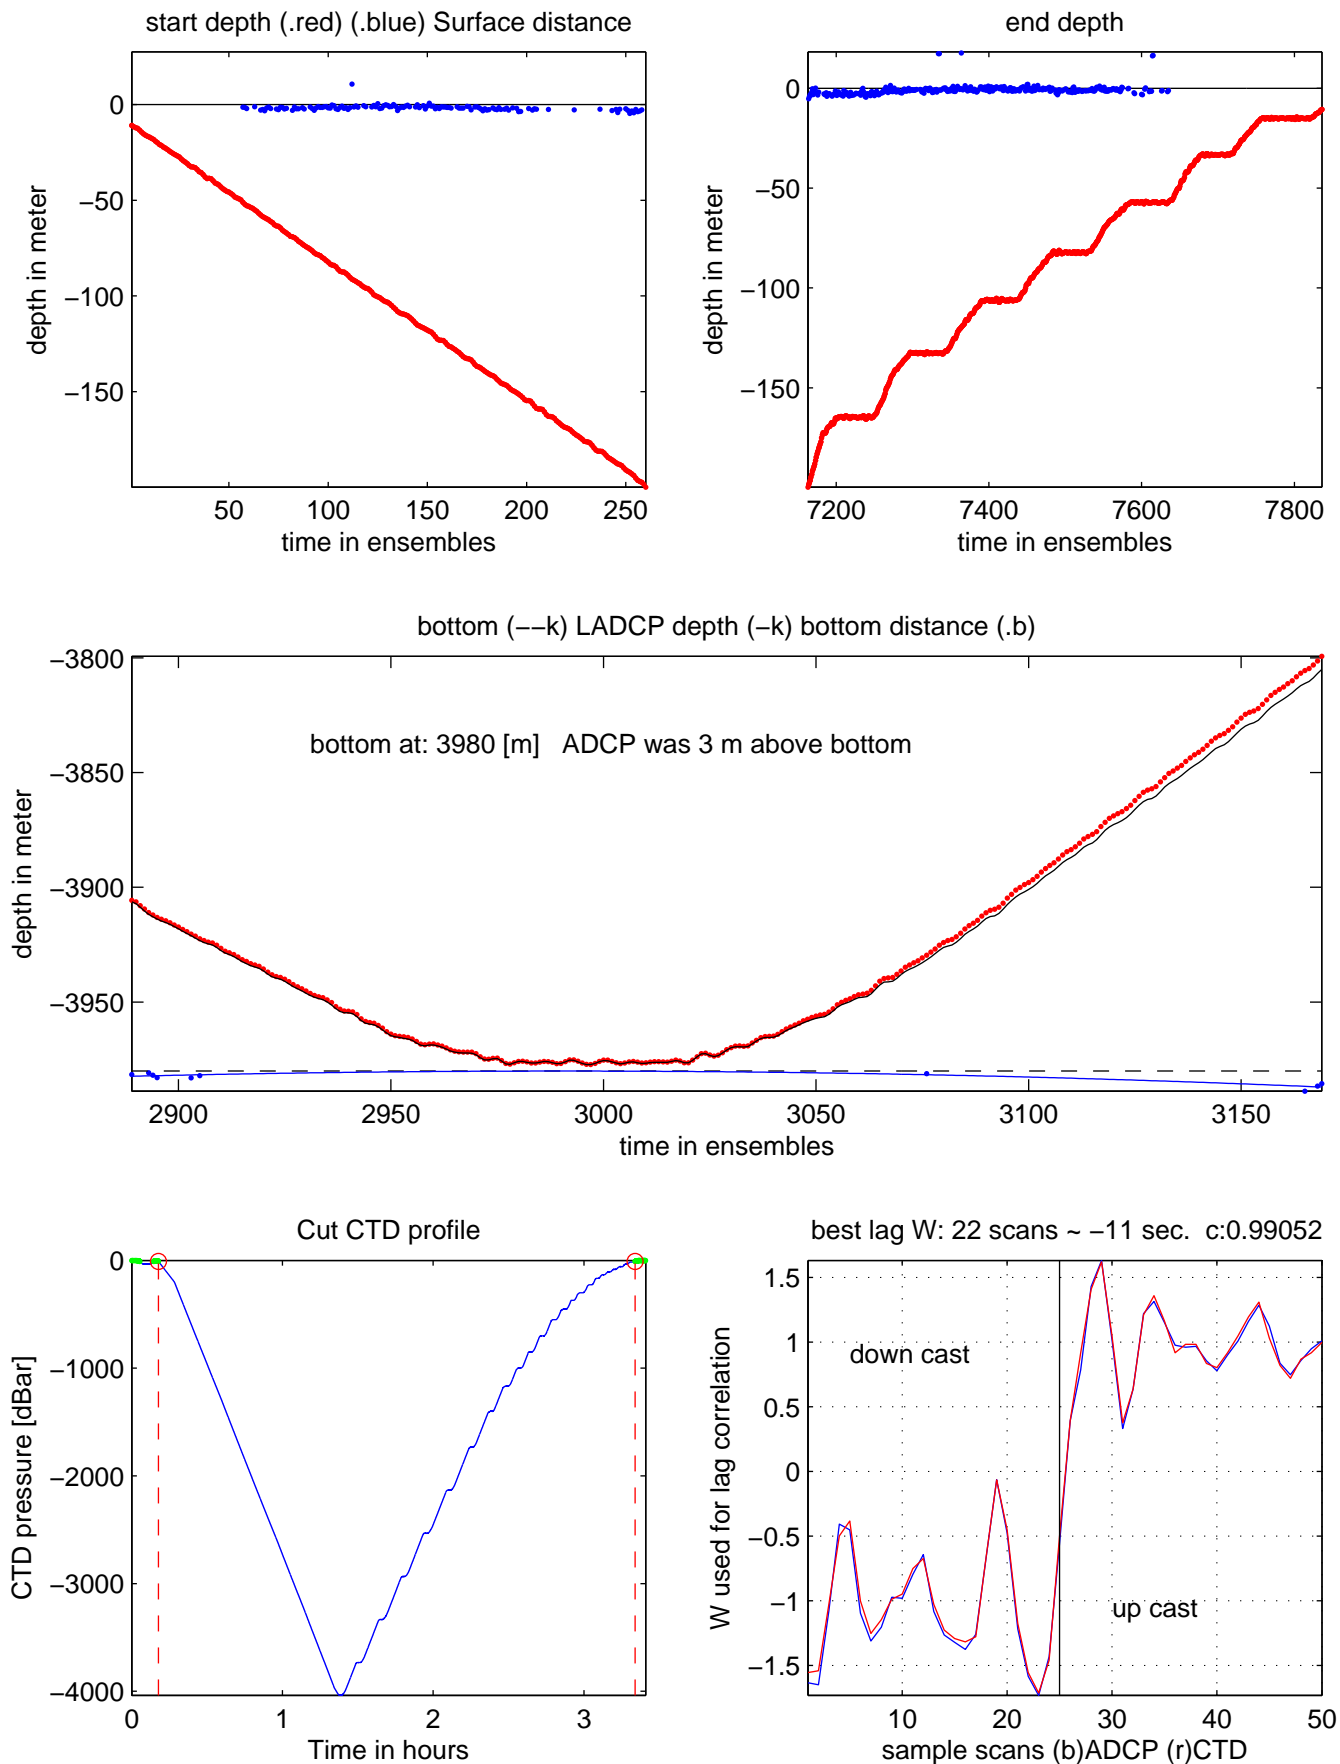 start depth (.red) (.blue) Surface distance
end depth
0
−50
−100
−150
depth in meter
50
100
150
200
250
time in ensembles
0
−50
−100
−150
depth in meter
7200
7400
7600
7800
time in ensembles
bottom (−−k) LADCP depth (−k) bottom distance (.b)
−3800
−3850
−3900
−3950
depth in meter
bottom at: 3980 [m]   ADCP was 3 m above bottom
2900
2950
3000
3050
3100
3150
time in ensembles
Cut CTD profile
0
−1000
−2000
−3000
−4000
CTD pressure [dBar]
0
1
2
3
Time in hours
best lag W: 22 scans ~ −11 sec.  c:0.99052
1.5
1
0.5
0
−0.5
−1
−1.5
W used for lag correlation
down cast
up cast
10
20
30
40
50
sample scans (b)ADCP (r)CTD